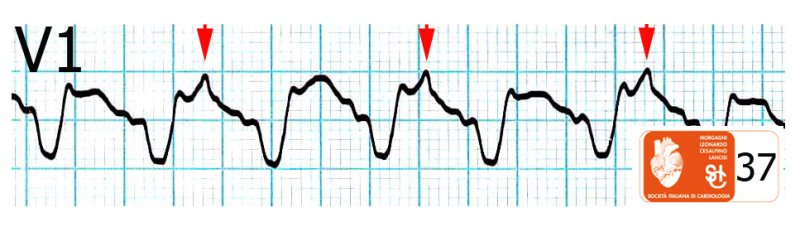 V1
MORGAGNI
LEONARDO
CESALPINO
LANCISI
SIC
SOCIETÀ ITALIANA DI CARDIOLOGIA
37